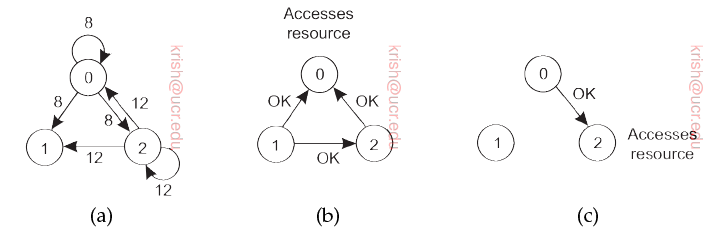 8
0
8
8
12
1
12
2
12
krish@ucr.edu
(a)
Accesses
resource
0
OK
OK
1
OK
2
krish@ucr.edu
(b)
0
OK
1
2
Accesses
resource
krish@ucr.edu
(c)